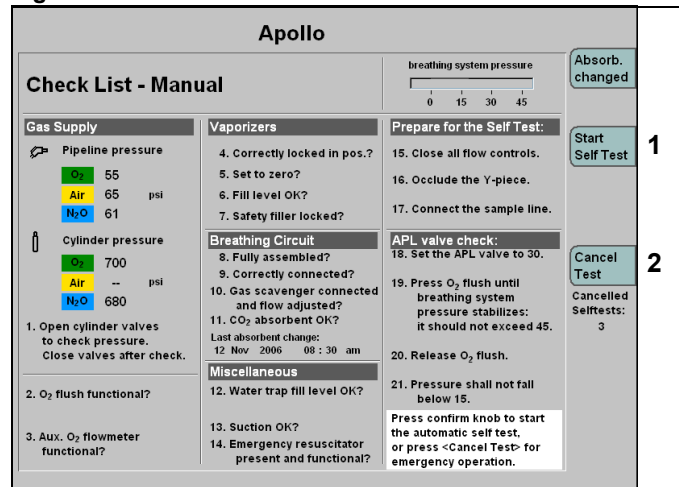 Apollo
Check List - Manual
breathing system pressure
0 15 30 45
Absorb.
changed
Gas Supply
Pipeline pressure
O₂ 55
Air 65 psi
N₂O 61
Cylinder pressure
O₂ 700
Air -- psi
N₂O 680
1. Open cylinder valves
to check pressure.
Close valves after check.
2. O₂ flush functional?
3. Aux. O₂ flowmeter
functional?
Vaporizers
4. Correctly locked in pos.?
5. Set to zero?
6. Fill level OK?
7. Safety filler locked?
Breathing Circuit
8. Fully assembled?
9. Correctly connected?
10. Gas scavenger connected
and flow adjusted?
11. CO₂ absorbent OK?
Last absorbent change:
12 Nov 2006 08 : 30 am
Miscellaneous
12. Water trap fill level OK?
13. Suction OK?
14. Emergency resuscitator
present and functional?
Prepare for the Self Test:
15. Close all flow controls.
16. Occlude the Y-piece.
17. Connect the sample line.
APL valve check:
18. Set the APL valve to 30.
19. Press O₂ flush until
breathing system
pressure stabilizes:
it should not exceed 45.
20. Release O₂ flush.
21. Pressure shall not fall
below 15.
Press confirm knob to start
the automatic self test,
or press <Cancel Test> for
emergency operation.
Start
Self Test
1
Cancel
Test
2
Cancelled
Selftests:
3